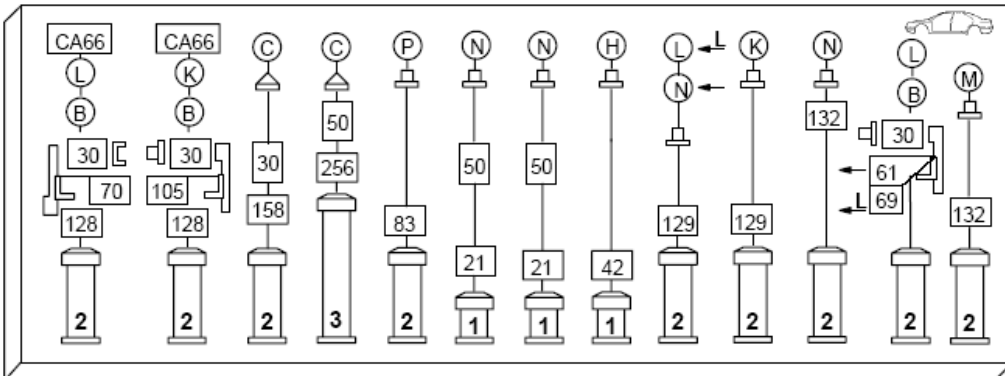 CA66 CA66
L K C C P N N H L L K N L M
B B N B
50 132
30 30 30 50 50 30
256 61
70 105 158 83 129 129 69 L 132
128 128
21 21 42
2 2 2 3 2 1 1 1 2 2 2 2 2